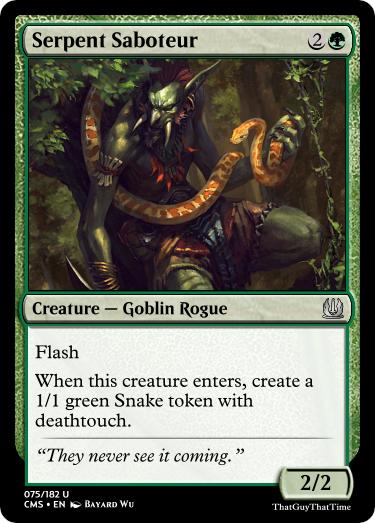 Serpent Saboteur 2
Creature — Goblin Rogue
Flash
When this creature enters, create a
1/1 green Snake token with
deathtouch.
“They never see it coming.”
2/2
075/182 U
CMS • EN Bayard Wu
ThatGuyThatTime